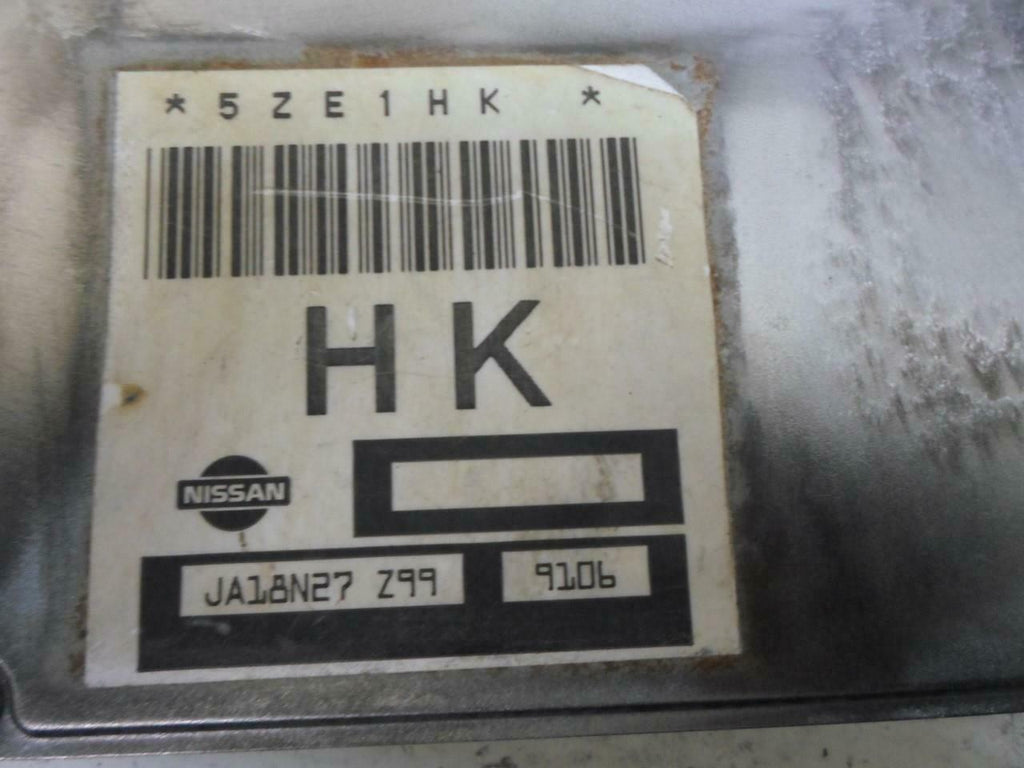 *5ZE1HK *
HK
NISSAN
JA18N27 Z99
9106